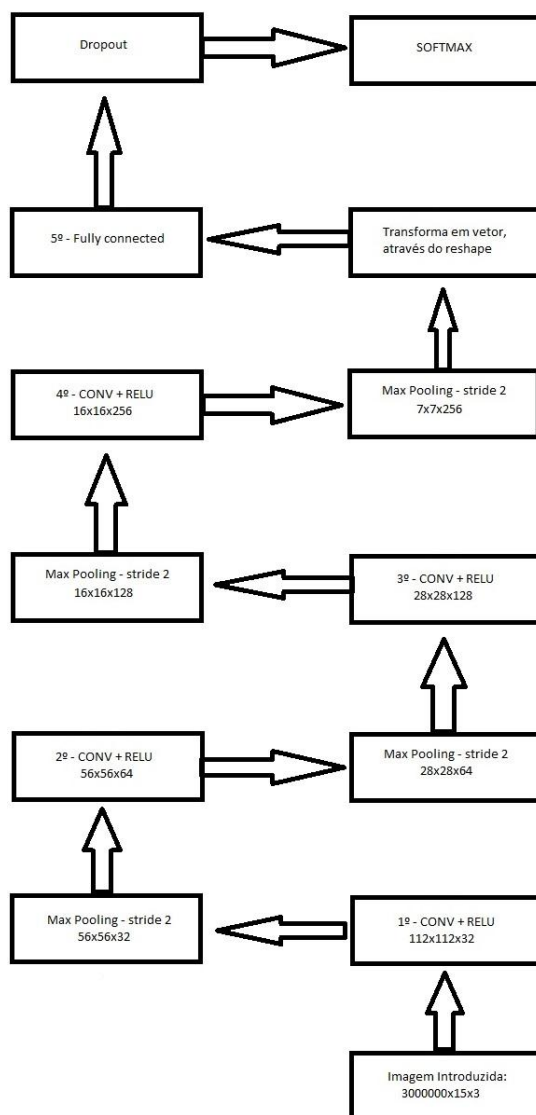 Dropout
SOFTMAX
5º - Fully connected
Transforma em vetor,
através do reshape
4º - CONV + RELU
16x16x256
Max Pooling - stride 2
7x7x256
Max Pooling - stride 2
16x16x128
3º - CONV + RELU
28x28x128
2º - CONV + RELU
56x56x64
Max Pooling - stride 2
28x28x64
Max Pooling - stride 2
56x56x32
1º - CONV + RELU
112x112x32
Imagem Introduzida:
3000000x15x3